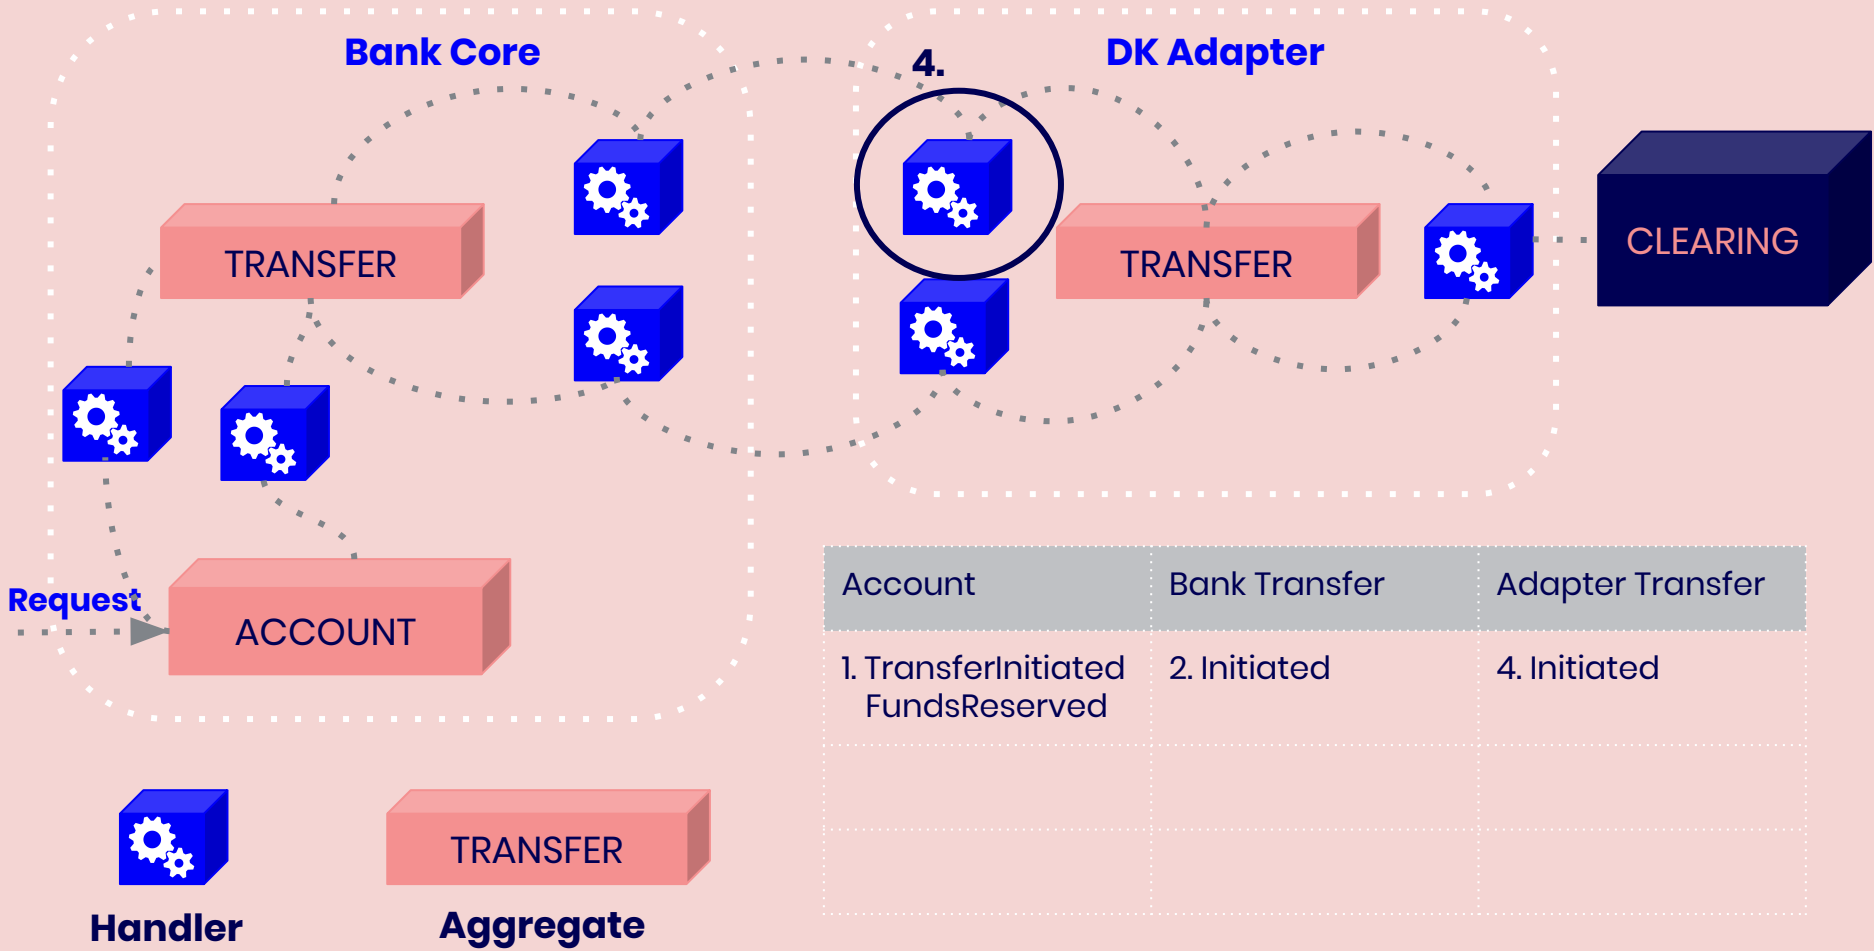 Bank Core
4.
DK Adapter
TRANSFER
TRANSFER
CLEARING
Request
ACCOUNT
Account
Bank Transfer
Adapter Transfer
1. TransferInitiated
FundsReserved
2. Initiated
4. Initiated
TRANSFER
Handler
Aggregate